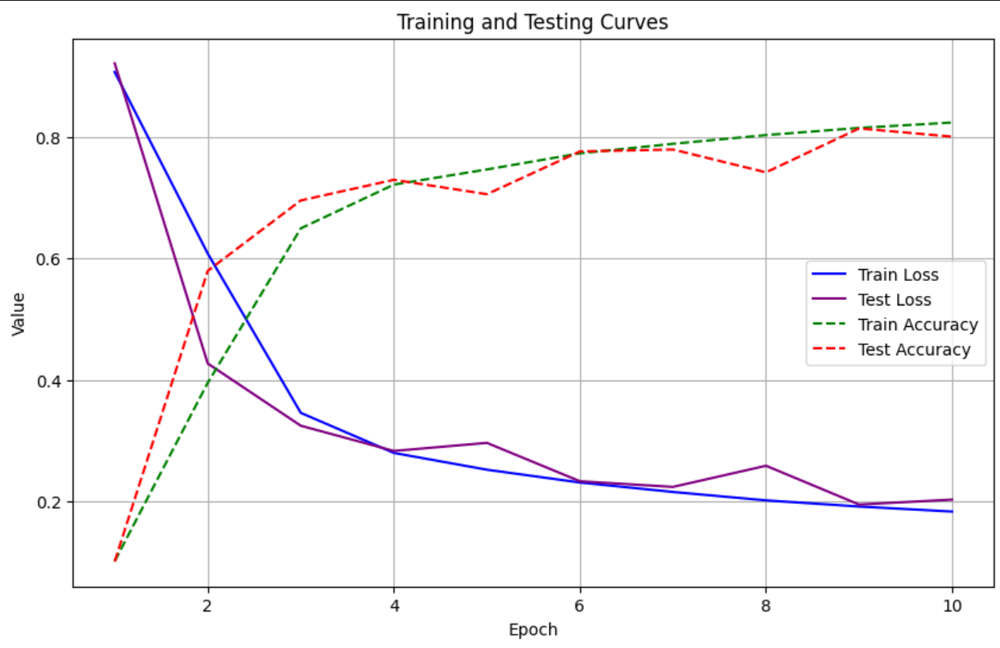 Training and Testing Curves
Value
0.8
0.6
0.4
0.2
Train Loss
Test Loss
Train Accuracy
Test Accuracy
2 4 6 8 10
Epoch